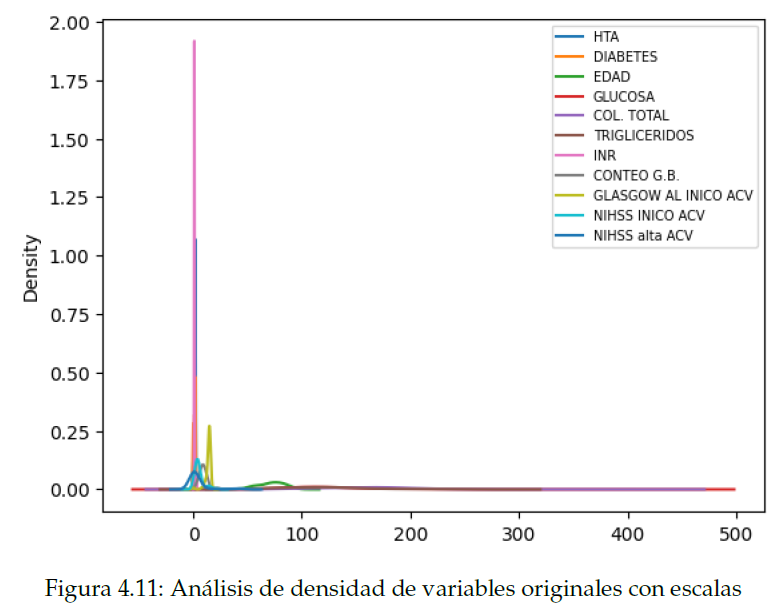 2.00
1.75
1.50
1.25
1.00
0.75
0.50
0.25
0.00
Density
0
100
200
300
400
500
HTA
DIABETES
EDAD
GLUCOSA
COL. TOTAL
TRIGLICERIDOS
INR
CONTEO G.B.
GLASGOW AL INICO ACV
NIHSS INICO ACV
NIHSS alta ACV
Figura 4.11: Análisis de densidad de variables originales con escalas